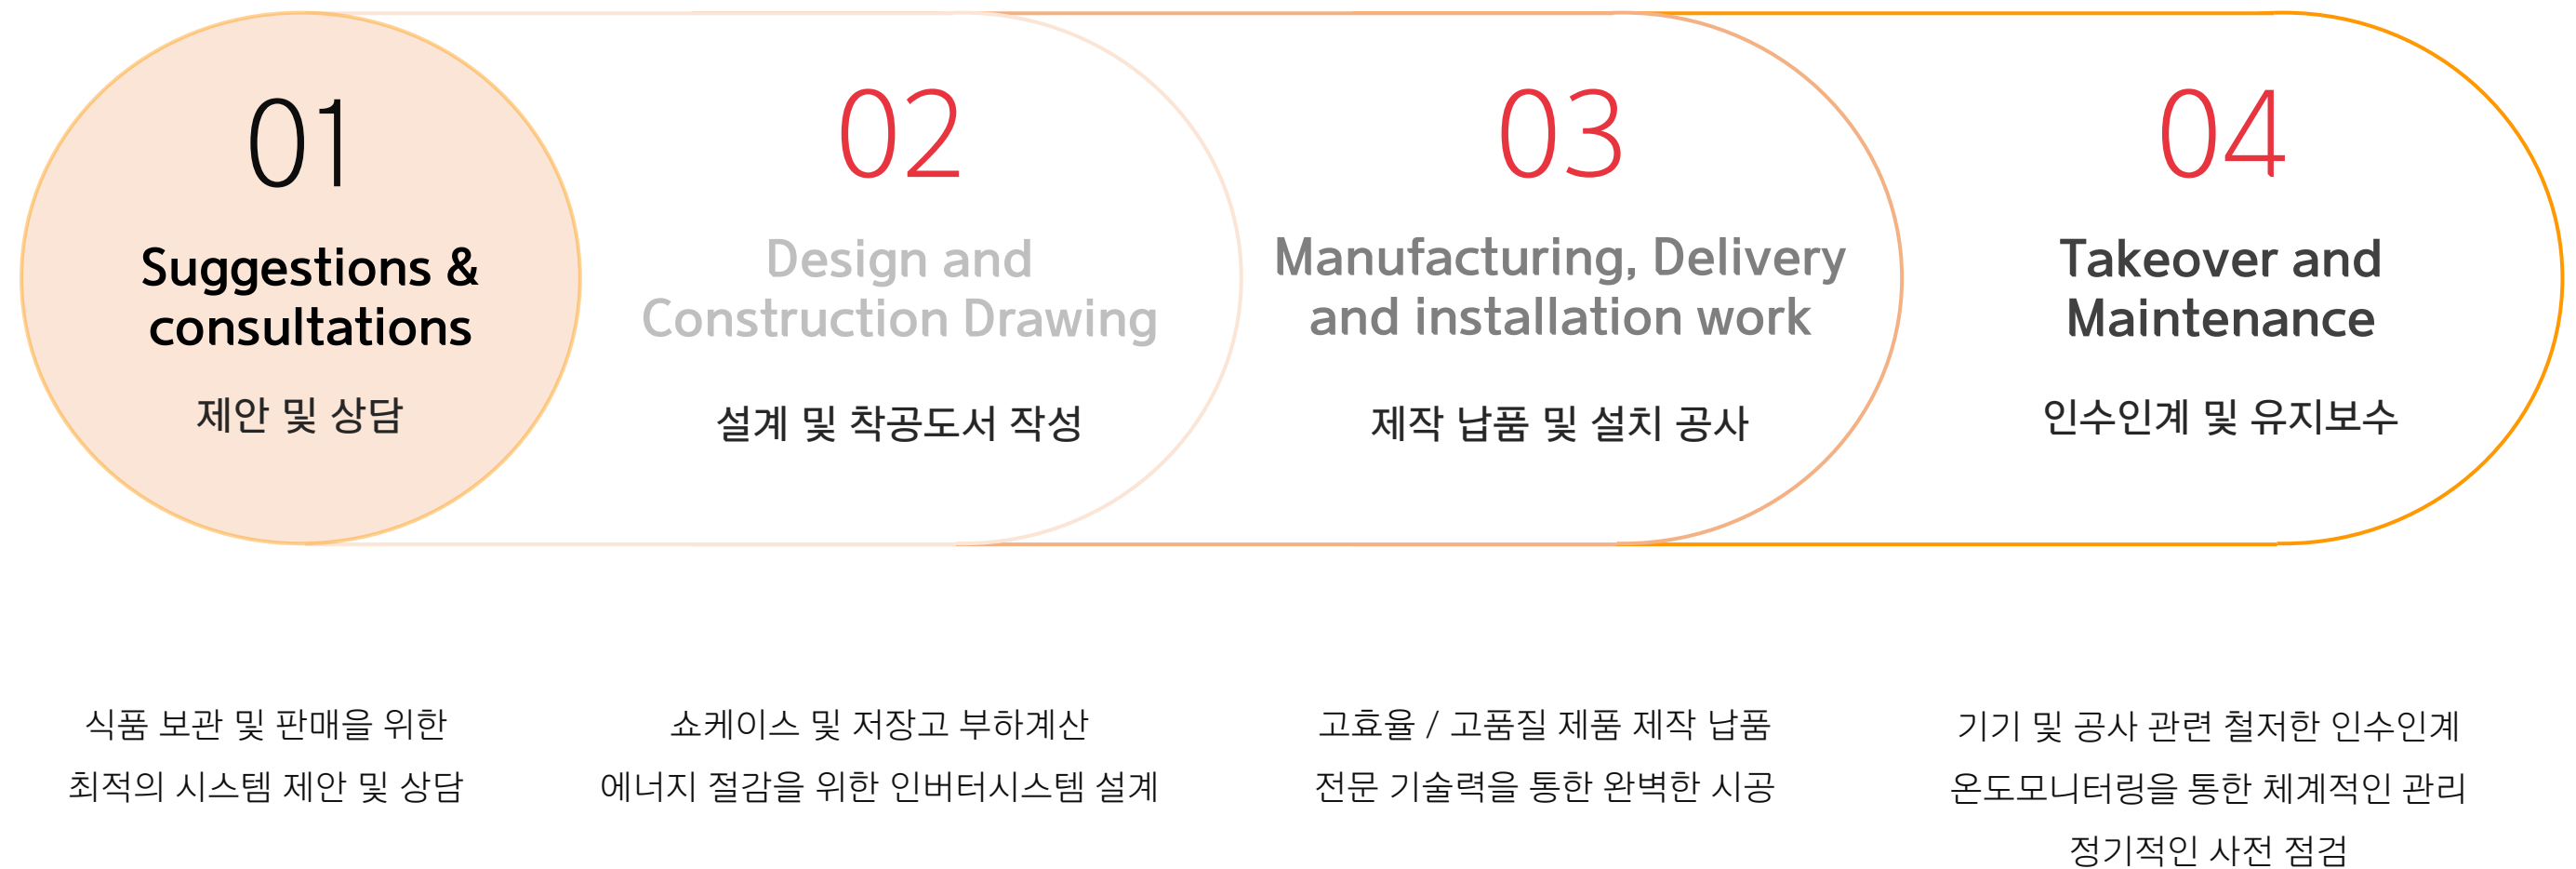 01
Suggestions &
consultations
제안 및 상담
02
Design and
Construction Drawing
설계 및 착공도서 작성
03
Manufacturing, Delivery
and installation work
제작 납품 및 설치 공사
04
Takeover and
Maintenance
인수인계 및 유지보수
식품 보관 및 판매을 위한
최적의 시스템 제안 및 상담
쇼케이스 및 저장고 부하계산
에너지 절감을 위한 인버터시스템 설계
고효율 / 고품질 제품 제작 납품
전문 기술력을 통한 완벽한 시공
기기 및 공사 관련 철저한 인수인계
온도모니터링을 통한 체계적인 관리
정기적인 사전 점검